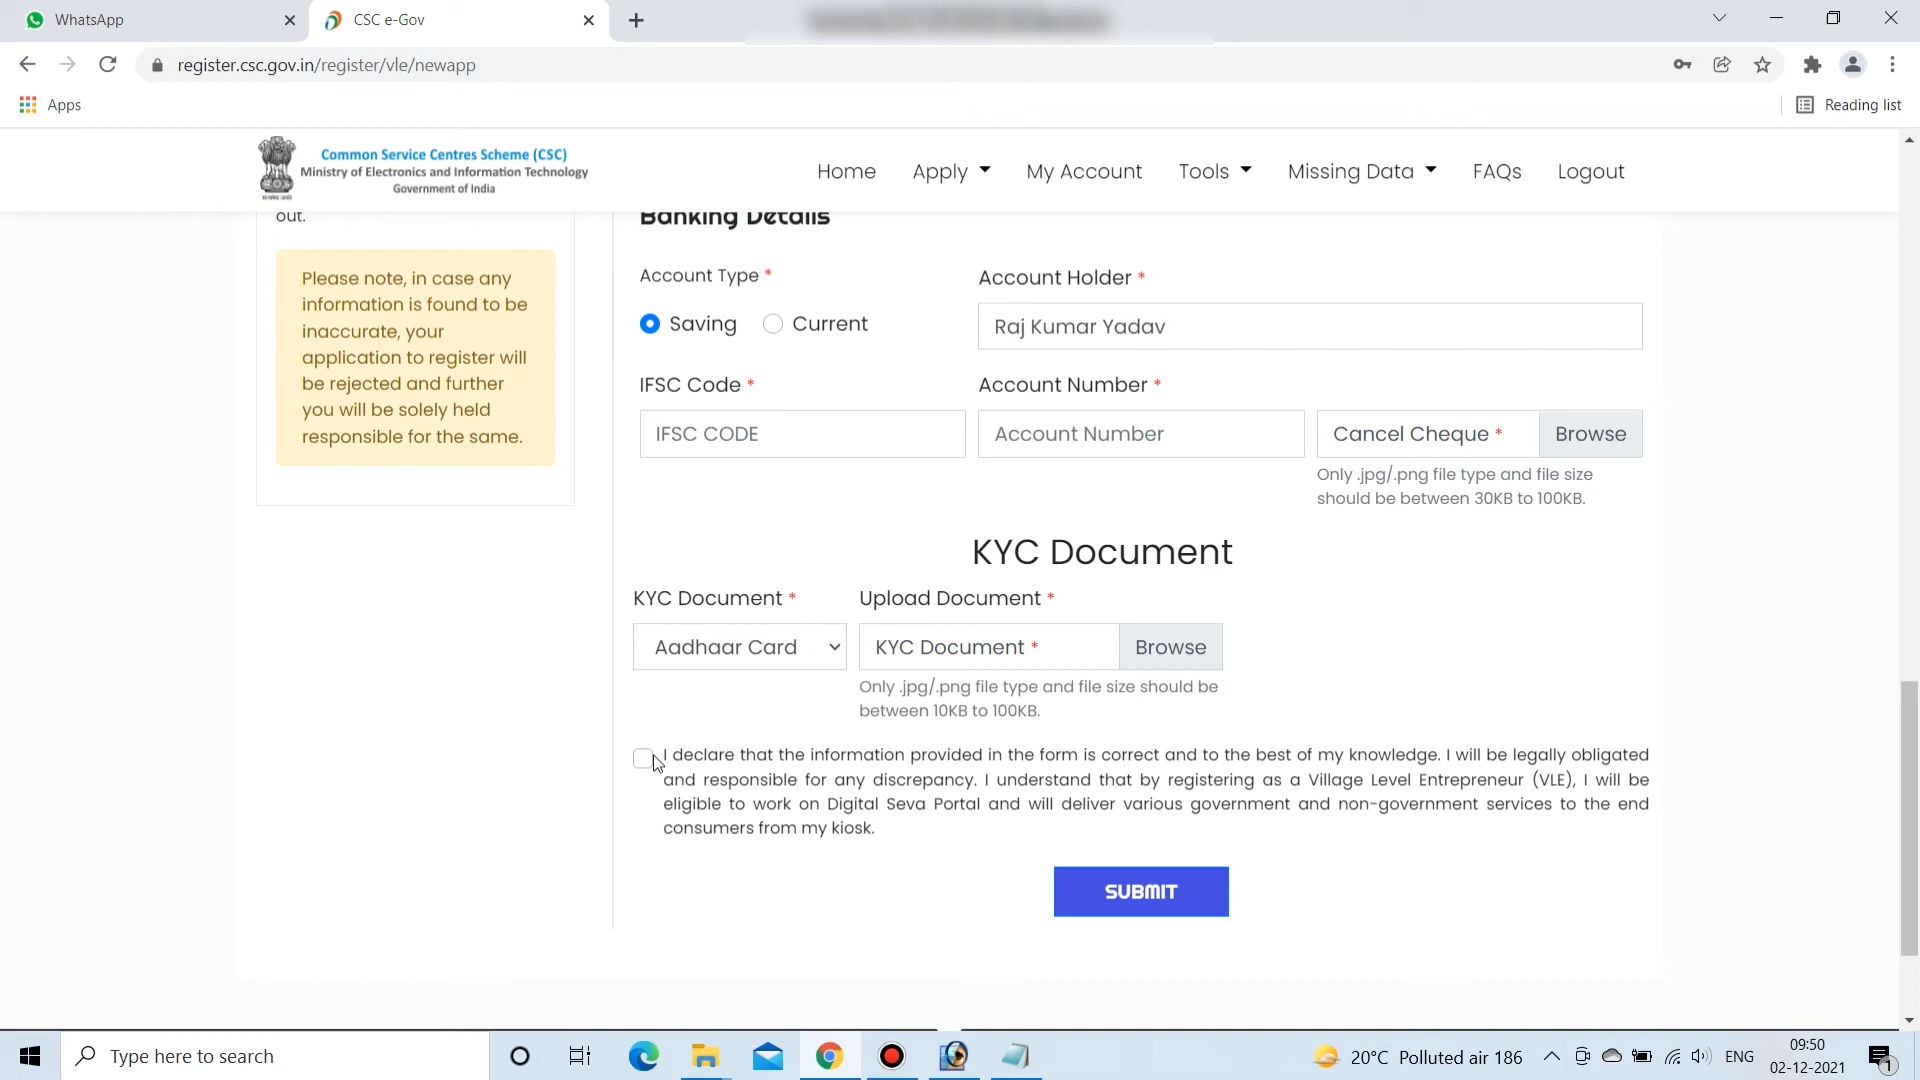 WhatsApp
CSC e-Gov
register.csc.gov.in/register/vle/newapp
Apps
Reading list
Common Service Centres Scheme (CSC)
Ministry of Electronics and Information Technology
Government of India
Home
Apply
My Account
Tools
Missing Data
FAQs
Logout
out.
Please note, in case any
information is found to be
inaccurate, your
application to register will
be rejected and further
you will be solely held
responsible for the same.
Banking Details
Account Type *
Account Holder *
Saving
Current
Raj Kumar Yadav
IFSC Code *
Account Number *
IFSC CODE
Account Number
Cancel Cheque *
Browse
Only .jpg/.png file type and file size
should be between 30KB to 100KB.
KYC Document
KYC Document *
Upload Document *
Aadhaar Card
KYC Document *
Browse
Only .jpg/.png file type and file size should be
between 10KB to 100KB.
I declare that the information provided in the form is correct and to the best of my knowledge. I will be legally obligated
and responsible for any discrepancy. I understand that by registering as a Village Level Entrepreneur (VLE), I will be
eligible to work on Digital Seva Portal and will deliver various government and non-government services to the end
consumers from my kiosk.
SUBMIT
Type here to search
20°C Polluted air 186
ENG
09:50
02-12-2021
1